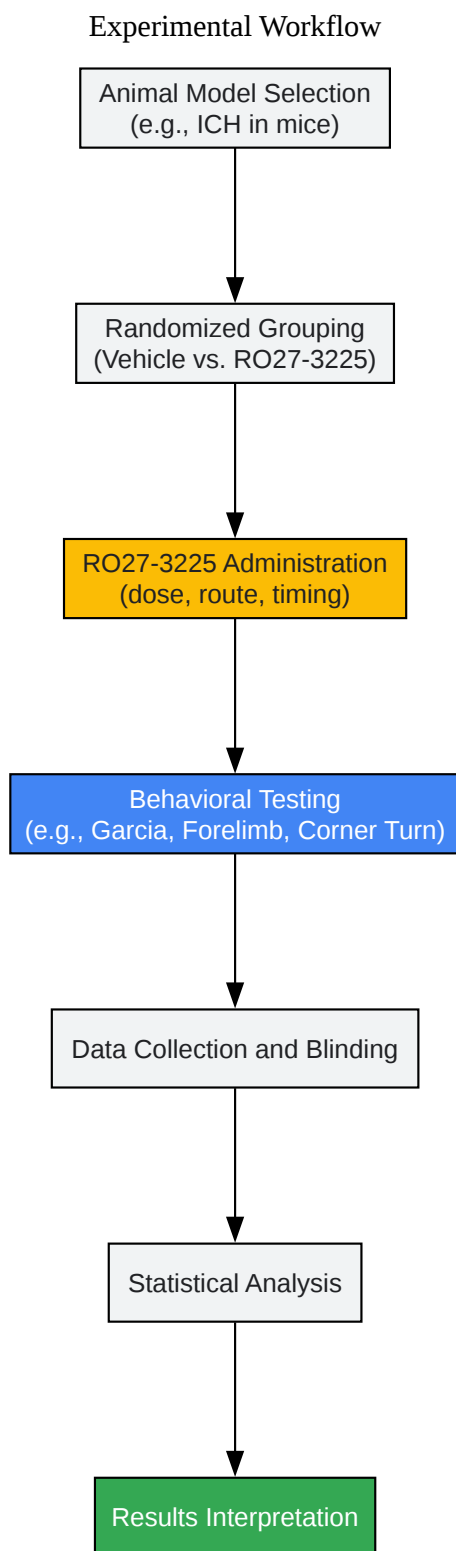 Experimental Workflow
Animal Model Selection
(e.g., ICH in mice)
Randomized Grouping
(Vehicle vs. RO27-3225)
RO27-3225 Administration
(dose, route, timing)
Behavioral Testing
(e.g., Garcia, Forelimb, Corner Turn)
Data Collection and Blinding
Statistical Analysis
Results Interpretation